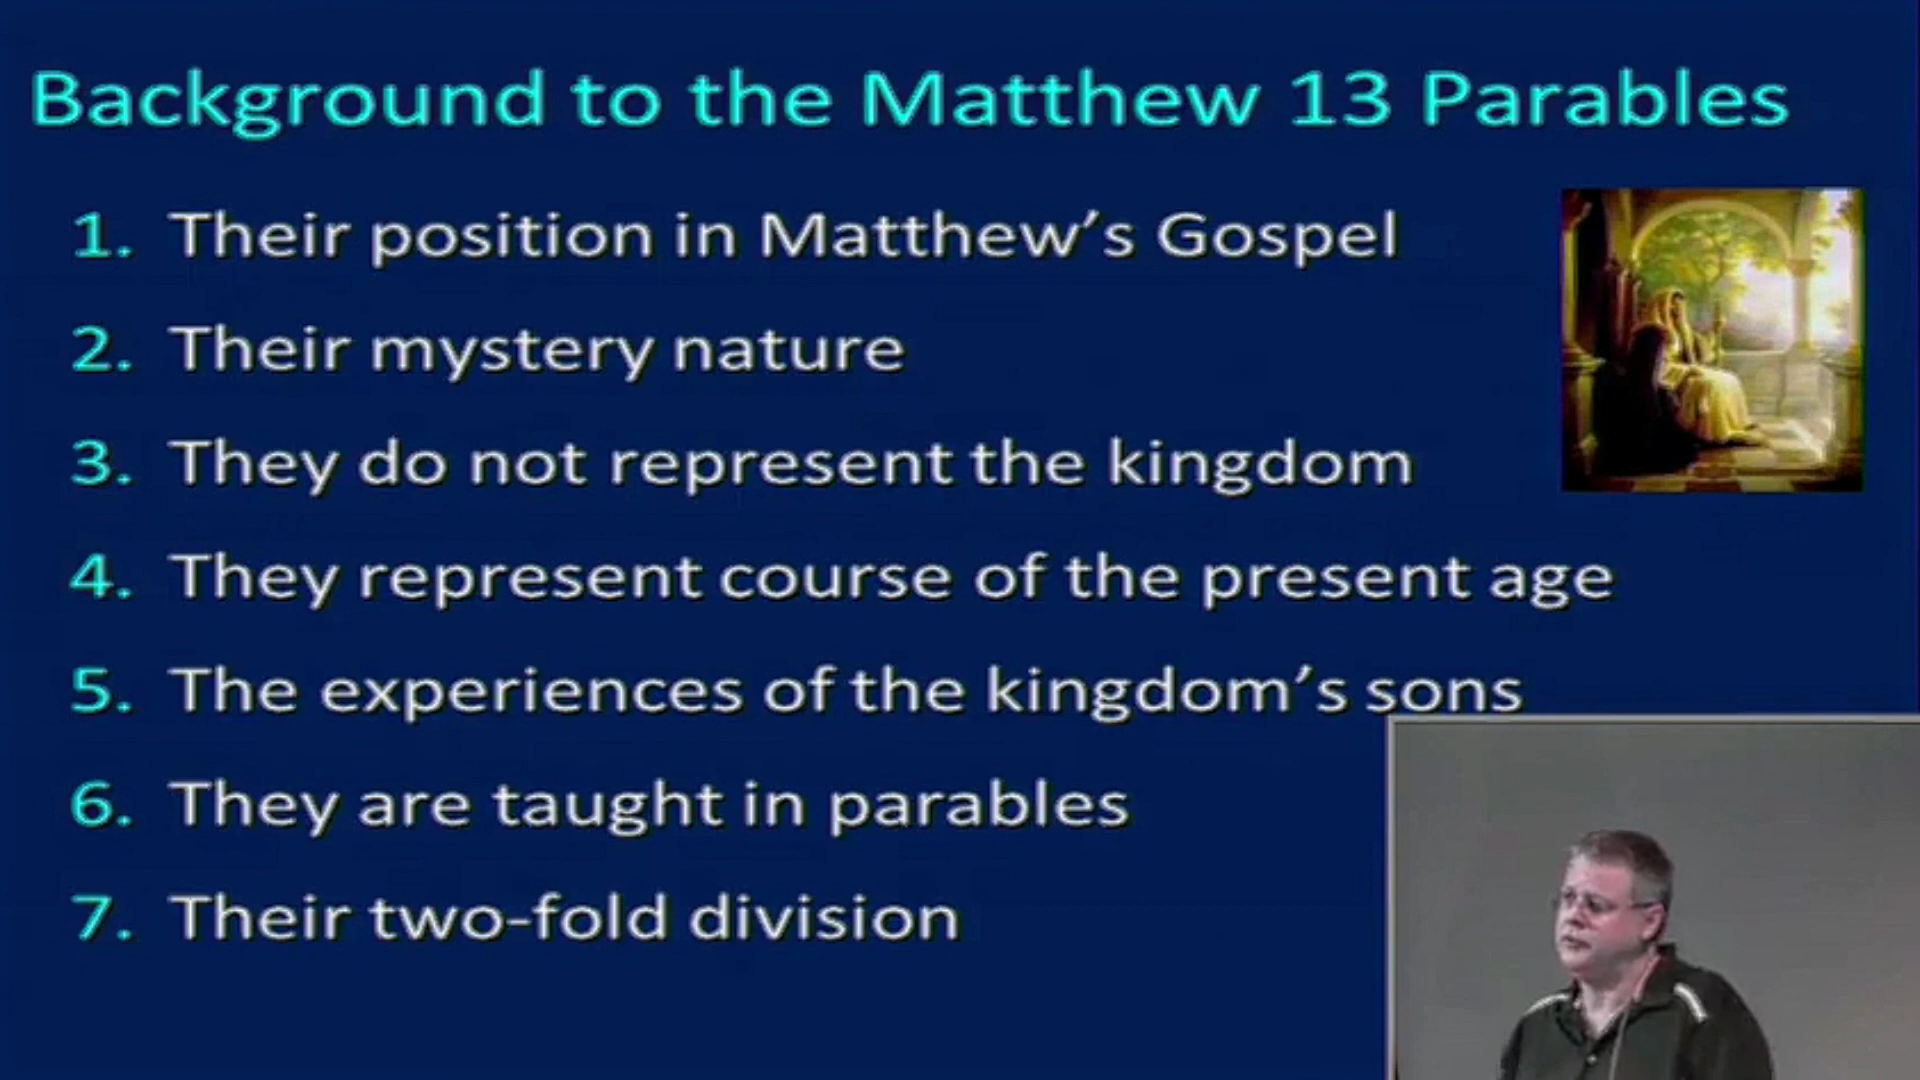 Background to the Matthew 13 Parables
1. Their position in Matthew’s Gospel
2. Their mystery nature
3. They do not represent the kingdom
4. They represent course of the present age
5. The experiences of the kingdom’s sons
6. They are taught in parables
7. Their two-fold division